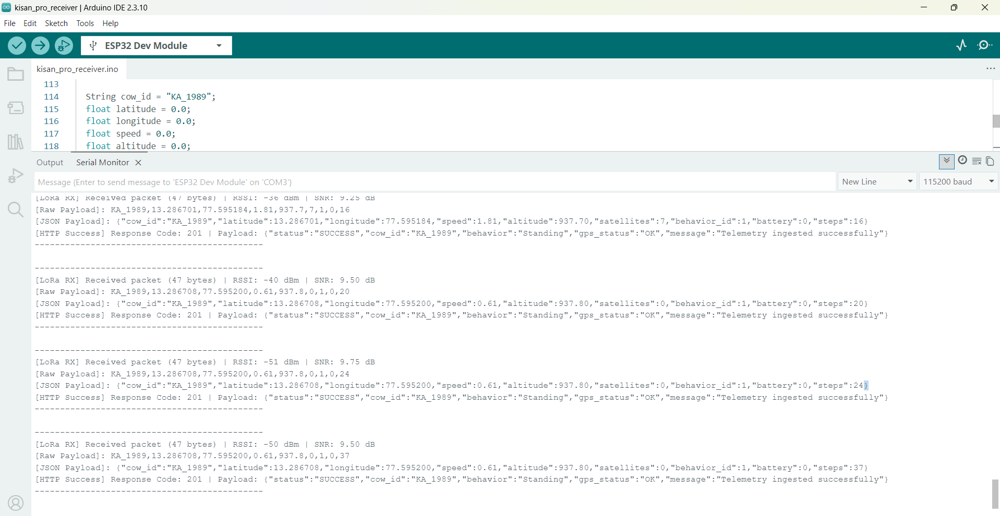 kisan_pro_receiver | Arduino IDE 2.3.10
File Edit Sketch Tools Help
ESP32 Dev Module
kisan_pro_receiver.ino
113
114 String cow_id = "KA_1989";
115 float latitude = 0.0;
116 float longitude = 0.0;
117 float speed = 0.0;
118 float altitude = 0.0;
Output Serial Monitor
Message (Enter to send message to 'ESP32 Dev Module' on 'COM3') New Line 115200 baud
[LoRa RX] Received packet (47 bytes) | RSSI: -36 dBm | SNR: 9.25 dB
[Raw Payload]: KA_1989,13.286701,77.595184,1.81,937.7,7,1,0,16
[JSON Payload]: {"cow_id":"KA_1989","latitude":13.286701,"longitude":77.595184,"speed":1.81,"altitude":937.70,"satellites":7,"behavior_id":1,"battery":0,"steps":16}
[HTTP Success] Response Code: 201 | Payload: {"status":"SUCCESS","cow_id":"KA_1989","behavior":"Standing","gps_status":"OK","message":"Telemetry ingested successfully"}
---------------------------------------------
---------------------------------------------
[LoRa RX] Received packet (47 bytes) | RSSI: -40 dBm | SNR: 9.50 dB
[Raw Payload]: KA_1989,13.286708,77.595200,0.61,937.8,0,1,0,20
[JSON Payload]: {"cow_id":"KA_1989","latitude":13.286708,"longitude":77.595200,"speed":0.61,"altitude":937.80,"satellites":0,"behavior_id":1,"battery":0,"steps":20}
[HTTP Success] Response Code: 201 | Payload: {"status":"SUCCESS","cow_id":"KA_1989","behavior":"Standing","gps_status":"OK","message":"Telemetry ingested successfully"}
---------------------------------------------
---------------------------------------------
[LoRa RX] Received packet (47 bytes) | RSSI: -51 dBm | SNR: 9.75 dB
[Raw Payload]: KA_1989,13.286708,77.595200,0.61,937.8,0,1,0,24
[JSON Payload]: {"cow_id":"KA_1989","latitude":13.286708,"longitude":77.595200,"speed":0.61,"altitude":937.80,"satellites":0,"behavior_id":1,"battery":0,"steps":24}
[HTTP Success] Response Code: 201 | Payload: {"status":"SUCCESS","cow_id":"KA_1989","behavior":"Standing","gps_status":"OK","message":"Telemetry ingested successfully"}
---------------------------------------------
---------------------------------------------
[LoRa RX] Received packet (47 bytes) | RSSI: -50 dBm | SNR: 9.50 dB
[Raw Payload]: KA_1989,13.286708,77.595200,0.61,937.8,0,1,0,37
[JSON Payload]: {"cow_id":"KA_1989","latitude":13.286708,"longitude":77.595200,"speed":0.61,"altitude":937.80,"satellites":0,"behavior_id":1,"battery":0,"steps":37}
[HTTP Success] Response Code: 201 | Payload: {"status":"SUCCESS","cow_id":"KA_1989","behavior":"Standing","gps_status":"OK","message":"Telemetry ingested successfully"}
---------------------------------------------